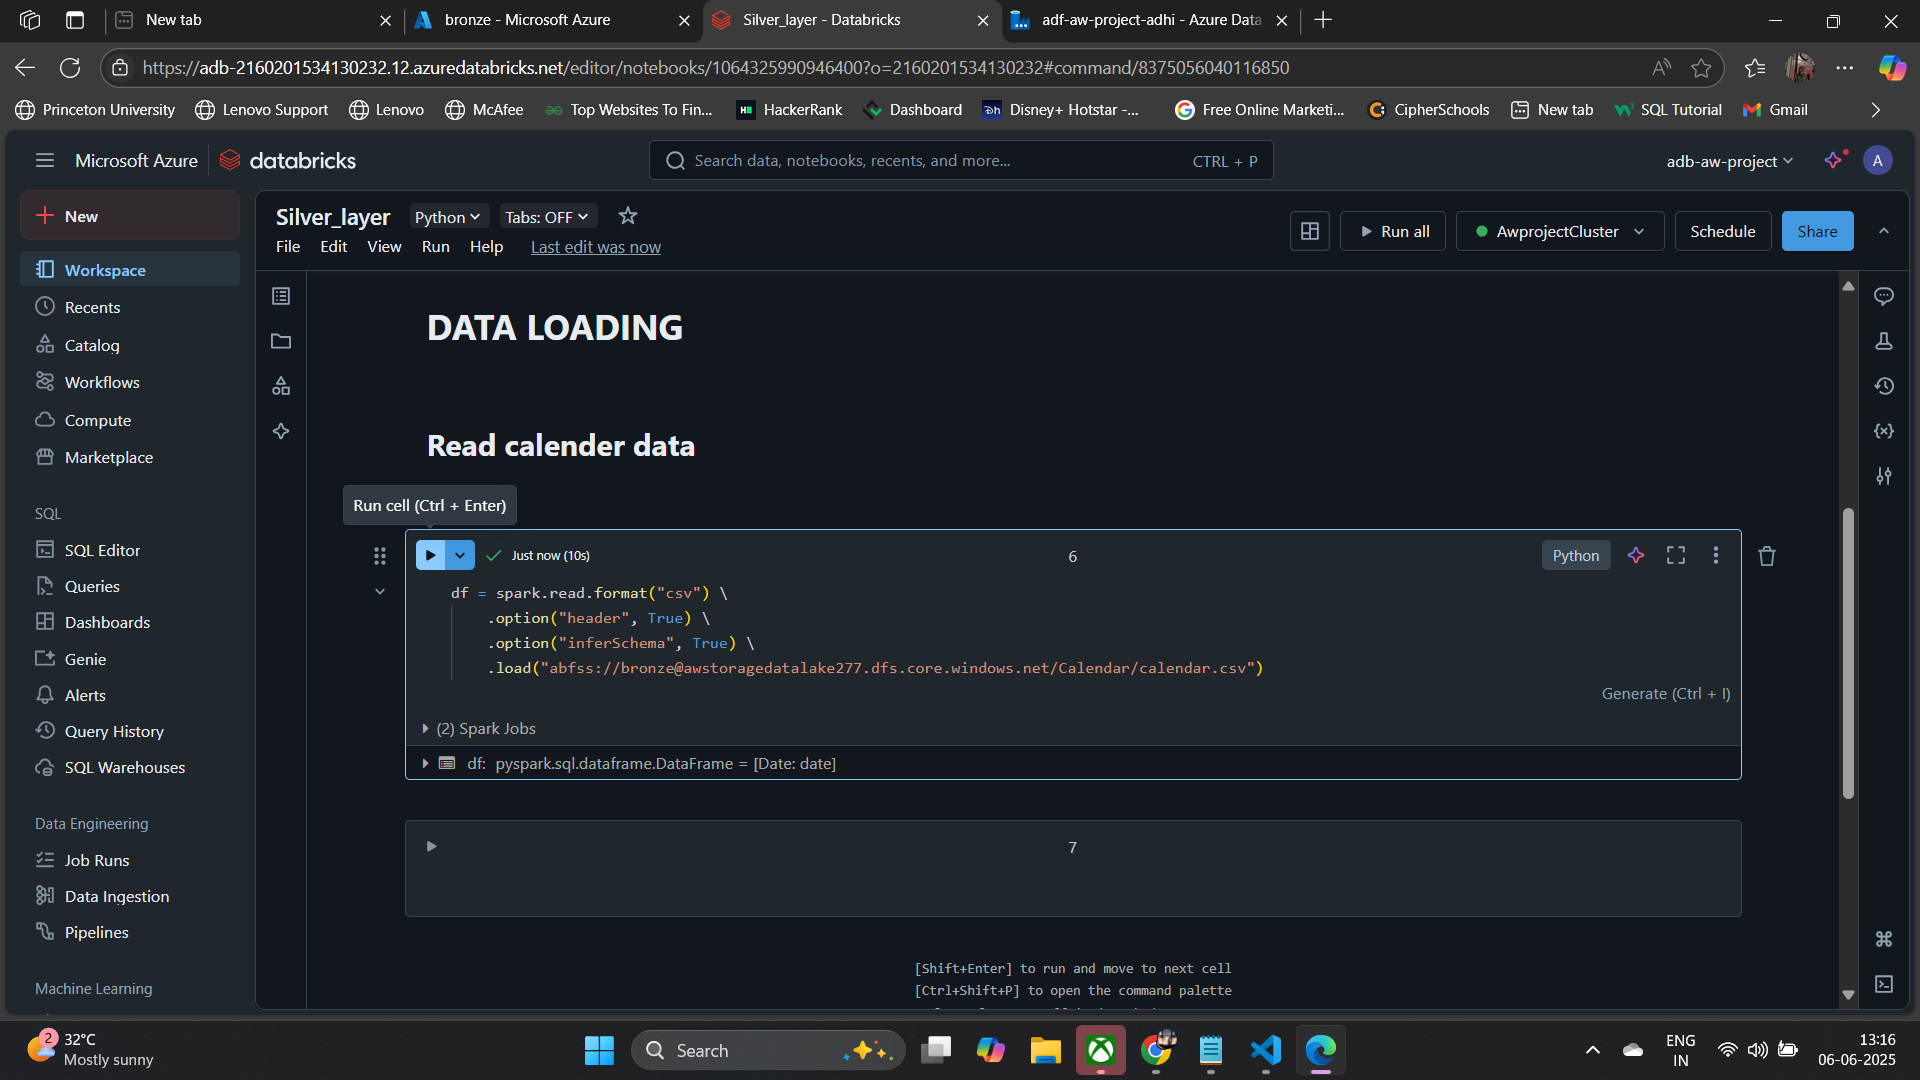 New tab
bronze - Microsoft Azure
Silver_layer - Databricks
adf-aw-project-adhi - Azure Data
https://adb-2160201534130232.12.azuredatabricks.net/editor/notebooks/1064325990946400?o=2160201534130232#command/8375056040116850
Princeton University
Lenovo Support
Lenovo
McAfee
Top Websites To Fin...
HackerRank
Dashboard
Disney+ Hotstar -...
Free Online Marketi...
CipherSchools
New tab
SQL Tutorial
Gmail
Microsoft Azure
databricks
Search data, notebooks, recents, and more...
CTRL + P
adb-aw-project
A
New
Workspace
Recents
Catalog
Workflows
Compute
Marketplace
SQL
SQL Editor
Queries
Dashboards
Genie
Alerts
Query History
SQL Warehouses
Data Engineering
Job Runs
Data Ingestion
Pipelines
Machine Learning
Silver_layer
Python
Tabs: OFF
File
Edit
View
Run
Help
Last edit was now
Run all
AwprojectCluster
Schedule
Share
DATA LOADING
Read calender data
Run cell (Ctrl + Enter)
Just now (10s)
6
Python
df = spark.read.format("csv") \
.option("header", True) \
.option("inferSchema", True) \
.load("abfss://bronze@awstoragedatalake277.dfs.core.windows.net/Calendar/calendar.csv")
Generate (Ctrl + I)
(2) Spark Jobs
df: pyspark.sql.dataframe.DataFrame = [Date: date]
7
[Shift+Enter] to run and move to next cell
[Ctrl+Shift+P] to open the command palette
2
32°C
Mostly sunny
Search
ENG
IN
13:16
06-06-2025